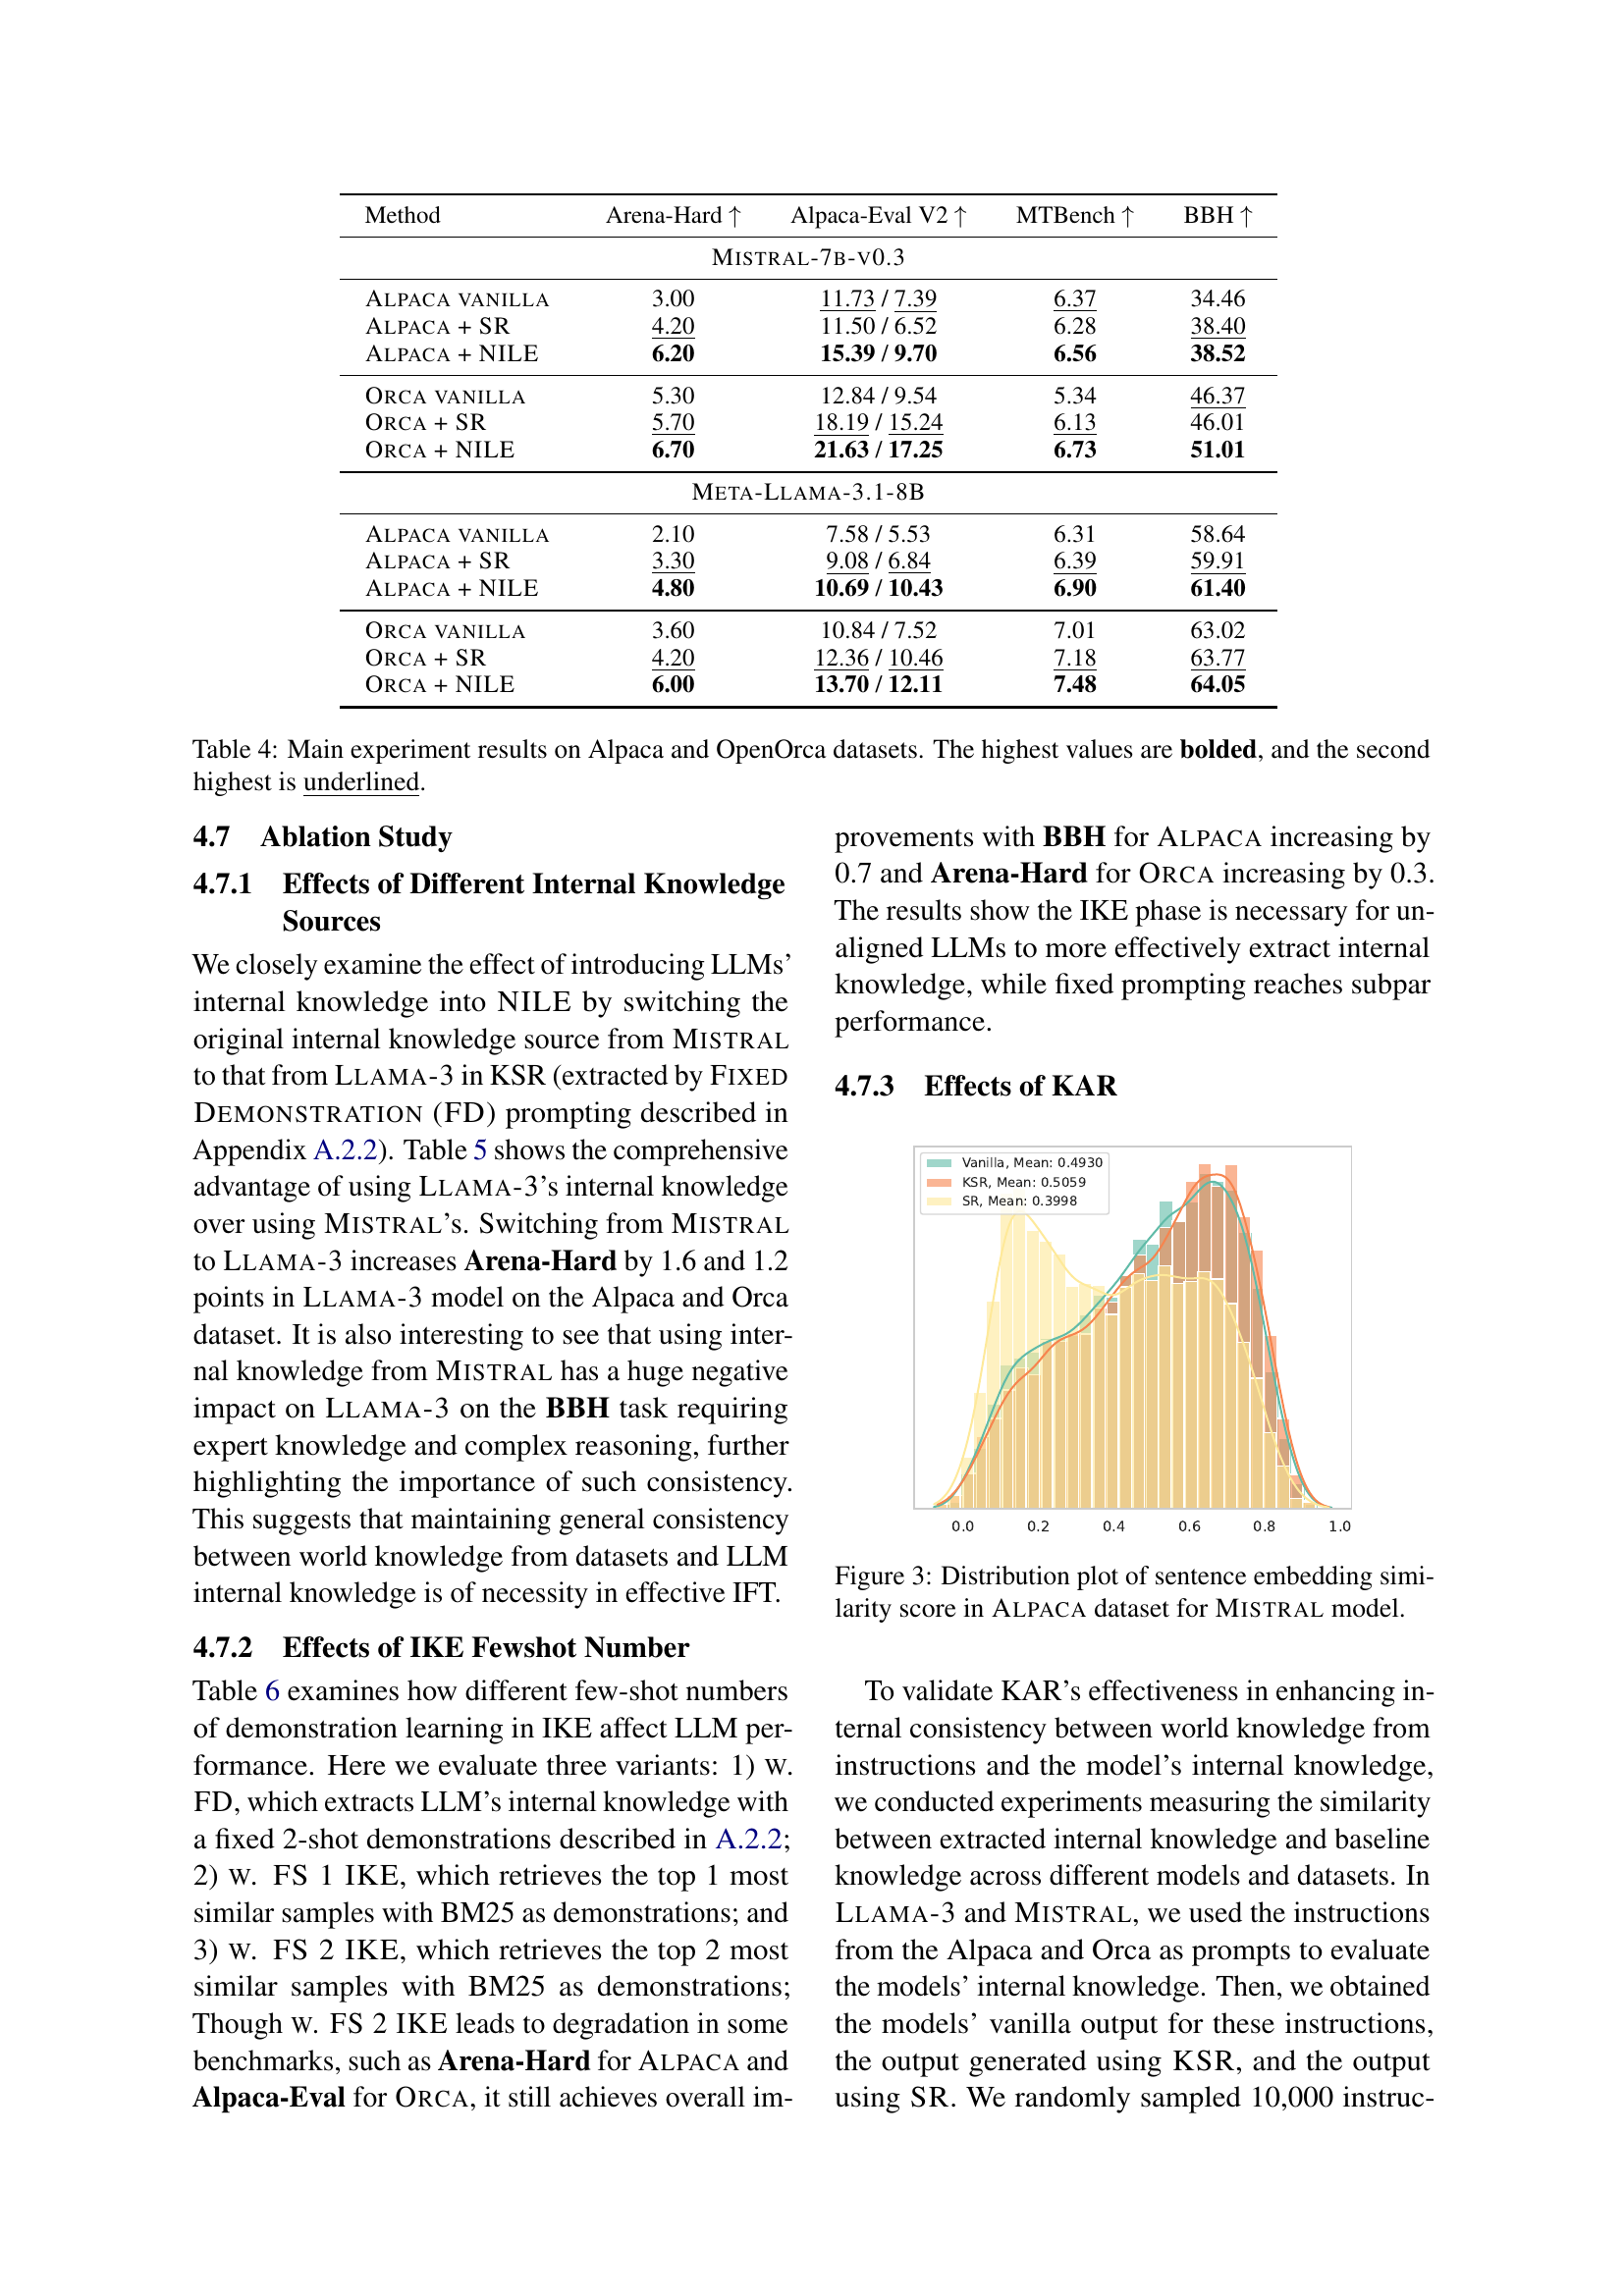 Method Arena-Hard ↑ Alpaca-Eval V2 ↑ MTBench ↑ BBH ↑
MISTRAL-7B-V0.3
ALPACA VANILLA 3.00 11.73 / 7.39 6.37 34.46
ALPACA + SR 4.20 11.50 / 6.52 6.28 38.40
ALPACA + NILE 6.20 15.39 / 9.70 6.56 38.52
ORCA VANILLA 5.30 12.84 / 9.54 5.34 46.37
ORCA + SR 5.70 18.19 / 15.24 6.13 46.01
ORCA + NILE 6.70 21.63 / 17.25 6.73 51.01
META-LLAMA-3.1-8B
ALPACA VANILLA 2.10 7.58 / 5.53 6.31 58.64
ALPACA + SR 3.30 9.08 / 6.84 6.39 59.91
ALPACA + NILE 4.80 10.69 / 10.43 6.90 61.40
ORCA VANILLA 3.60 10.84 / 7.52 7.01 63.02
ORCA + SR 4.20 12.36 / 10.46 7.18 63.77
ORCA + NILE 6.00 13.70 / 12.11 7.48 64.05
Table 4: Main experiment results on Alpaca and OpenOrca datasets. The highest values are bolded, and the second
highest is underlined.
4.7 Ablation Study
4.7.1 Effects of Different Internal Knowledge
Sources
We closely examine the effect of introducing LLMs'
internal knowledge into NILE by switching the
original internal knowledge source from MISTRAL
to that from LLAMA-3 in KSR (extracted by FIXED
DEMONSTRATION (FD) prompting described in
Appendix A.2.2). Table 5 shows the comprehensive
advantage of using LLAMA-3's internal knowledge
over using MISTRAL's. Switching from MISTRAL
to LLAMA-3 increases Arena-Hard by 1.6 and 1.2
points in LLAMA-3 model on the Alpaca and Orca
dataset. It is also interesting to see that using inter-
nal knowledge from MISTRAL has a huge negative
impact on LLAMA-3 on the BBH task requiring
expert knowledge and complex reasoning, further
highlighting the importance of such consistency.
This suggests that maintaining general consistency
between world knowledge from datasets and LLM
internal knowledge is of necessity in effective IFT.
4.7.2 Effects of IKE Fewshot Number
Table 6 examines how different few-shot numbers
of demonstration learning in IKE affect LLM per-
formance. Here we evaluate three variants: 1) W.
FD, which extracts LLM's internal knowledge with
a fixed 2-shot demonstrations described in A.2.2;
2) W. FS 1 IKE, which retrieves the top 1 most
similar samples with BM25 as demonstrations; and
3) W. FS 2 IKE, which retrieves the top 2 most
similar samples with BM25 as demonstrations;
Though W. FS 2 IKE leads to degradation in some
benchmarks, such as Arena-Hard for ALPACA and
Alpaca-Eval for ORCA, it still achieves overall im-
provements with BBH for ALPACA increasing by
0.7 and Arena-Hard for ORCA increasing by 0.3.
The results show the IKE phase is necessary for un-
aligned LLMs to more effectively extract internal
knowledge, while fixed prompting reaches subpar
performance.
4.7.3 Effects of KAR
Vanilla, Mean: 0.4930
KSR, Mean: 0.5059
SR, Mean: 0.3998
0.0 0.2 0.4 0.6 0.8 1.0
Figure 3: Distribution plot of sentence embedding simi-
larity score in ALPACA dataset for MISTRAL model.
To validate KAR's effectiveness in enhancing in-
ternal consistency between world knowledge from
instructions and the model's internal knowledge,
we conducted experiments measuring the similarity
between extracted internal knowledge and baseline
knowledge across different models and datasets. In
LLAMA-3 and MISTRAL, we used the instructions
from the Alpaca and Orca as prompts to evaluate
the models' internal knowledge. Then, we obtained
the models' vanilla output for these instructions,
the output generated using KSR, and the output
using SR. We randomly sampled 10,000 instruc-